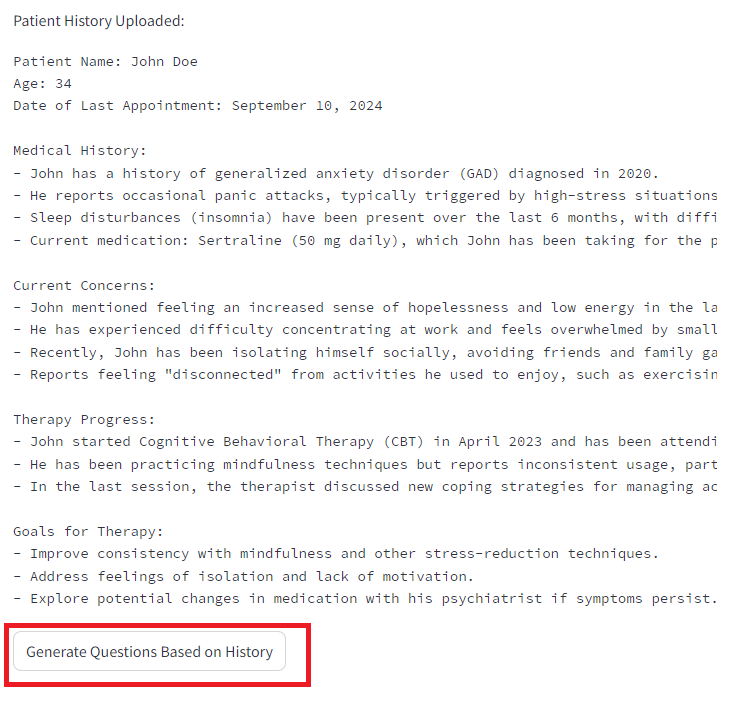 Patient History Uploaded:
Patient Name: John Doe
Age: 34
Date of Last Appointment: September 10, 2024
Medical History:
- John has a history of generalized anxiety disorder (GAD) diagnosed in 2020.
- He reports occasional panic attacks, typically triggered by high-stress situations
- Sleep disturbances (insomnia) have been present over the last 6 months, with diffi
- Current medication: Sertraline (50 mg daily), which John has been taking for the p
Current Concerns:
- John mentioned feeling an increased sense of hopelessness and low energy in the la
- He has experienced difficulty concentrating at work and feels overwhelmed by small
- Recently, John has been isolating himself socially, avoiding friends and family ga
- Reports feeling "disconnected" from activities he used to enjoy, such as exercisin
Therapy Progress:
- John started Cognitive Behavioral Therapy (CBT) in April 2023 and has been attendi
- He has been practicing mindfulness techniques but reports inconsistent usage, part
- In the last session, the therapist discussed new coping strategies for managing ac
Goals for Therapy:
- Improve consistency with mindfulness and other stress-reduction techniques.
- Address feelings of isolation and lack of motivation.
- Explore potential changes in medication with his psychiatrist if symptoms persist.
Generate Questions Based on History